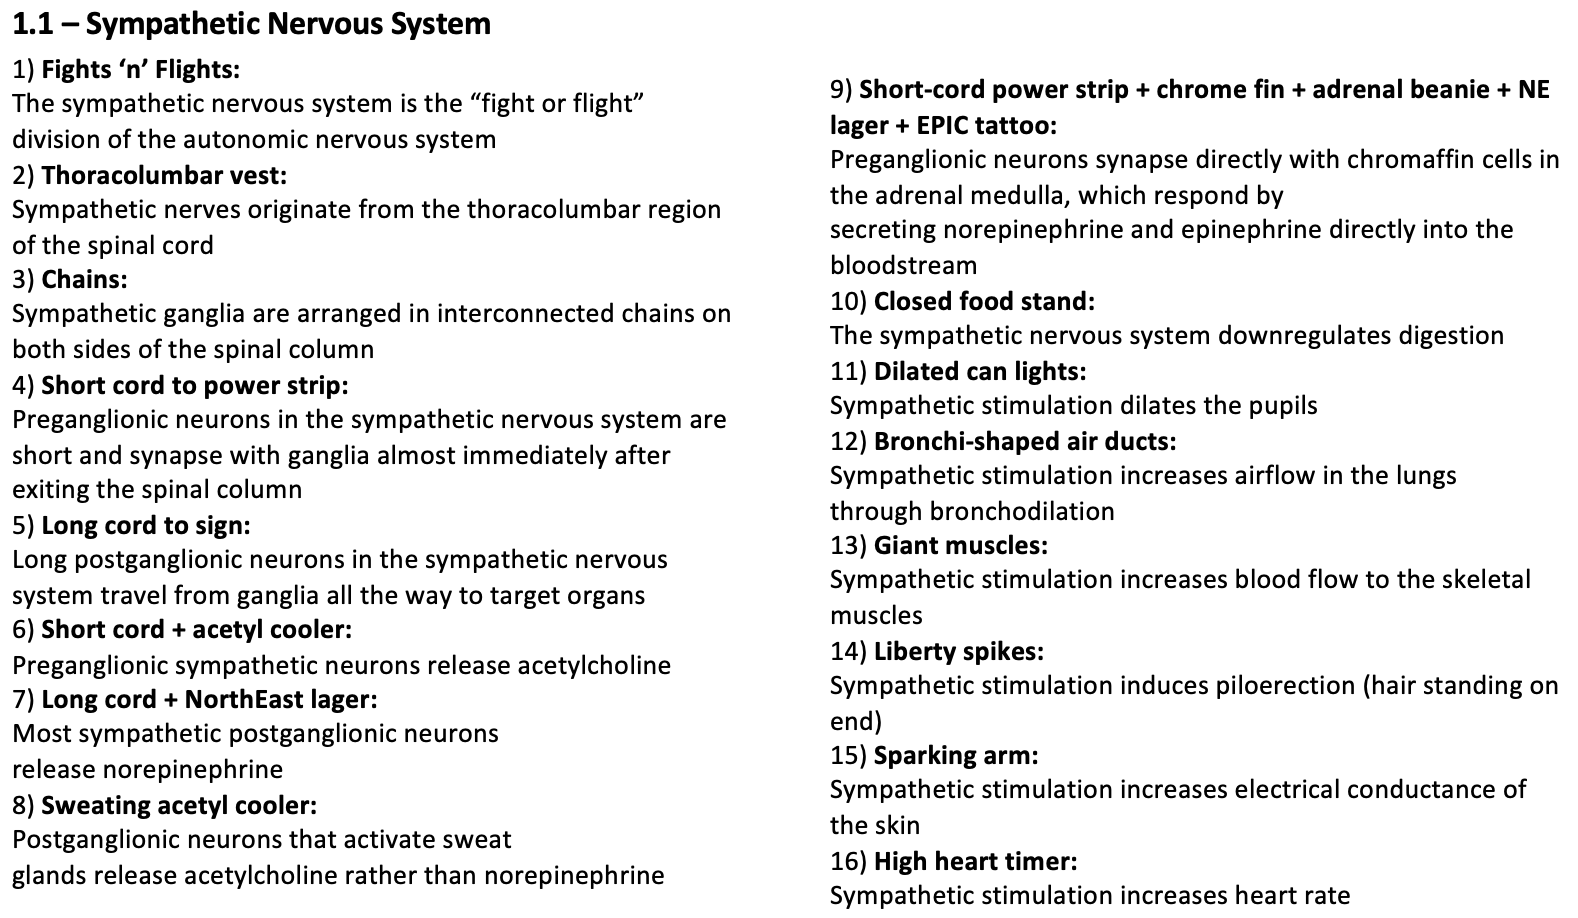 1.1 – Sympathetic Nervous System
1) Fights ‘n’ Flights:
The sympathetic nervous system is the “fight or flight”
division of the autonomic nervous system
2) Thoracolumbar vest:
Sympathetic nerves originate from the thoracolumbar region
of the spinal cord
3) Chains:
Sympathetic ganglia are arranged in interconnected chains on
both sides of the spinal column
4) Short cord to power strip:
Preganglionic neurons in the sympathetic nervous system are
short and synapse with ganglia almost immediately after
exiting the spinal column
5) Long cord to sign:
Long postganglionic neurons in the sympathetic nervous
system travel from ganglia all the way to target organs
6) Short cord + acetyl cooler:
Preganglionic sympathetic neurons release acetylcholine
7) Long cord + NorthEast lager:
Most sympathetic postganglionic neurons
release norepinephrine
8) Sweating acetyl cooler:
Postganglionic neurons that activate sweat
glands release acetylcholine rather than norepinephrine
9) Short-cord power strip + chrome fin + adrenal beanie + NE
lager + EPIC tattoo:
Preganglionic neurons synapse directly with chromaffin cells in
the adrenal medulla, which respond by
secreting norepinephrine and epinephrine directly into the
bloodstream
10) Closed food stand:
The sympathetic nervous system downregulates digestion
11) Dilated can lights:
Sympathetic stimulation dilates the pupils
12) Bronchi-shaped air ducts:
Sympathetic stimulation increases airflow in the lungs
through bronchodilation
13) Giant muscles:
Sympathetic stimulation increases blood flow to the skeletal
muscles
14) Liberty spikes:
Sympathetic stimulation induces piloerection (hair standing on
end)
15) Sparking arm:
Sympathetic stimulation increases electrical conductance of
the skin
16) High heart timer:
Sympathetic stimulation increases heart rate